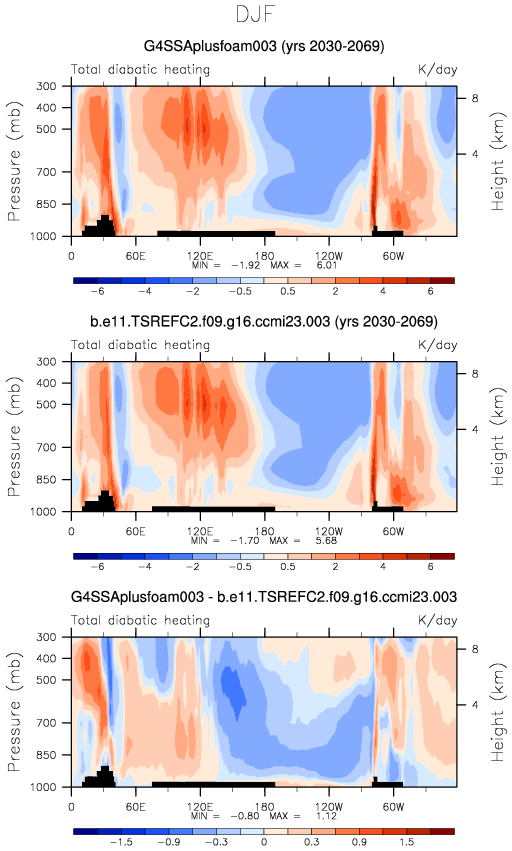 DJF
G4SSAplusfoam003 (yrs 2030-2069)
Total diabatic heating K/day
300
400
500
700
850
1000
Pressure (mb)
8
4
Height (km)
0 60E 120E 180 120W 60W
MIN = -1.92 MAX = 6.01
-6 -4 -2 -0.5 0.5 2 4 6
b.e11.TSREFC2.f09.g16.ccmi23.003 (yrs 2030-2069)
Total diabatic heating K/day
300
400
500
700
850
1000
Pressure (mb)
8
4
Height (km)
0 60E 120E 180 120W 60W
MIN = -1.70 MAX = 5.68
-6 -4 -2 -0.5 0.5 2 4 6
G4SSAplusfoam003 - b.e11.TSREFC2.f09.g16.ccmi23.003
Total diabatic heating K/day
300
400
500
700
850
1000
Pressure (mb)
8
4
Height (km)
0 60E 120E 180 120W 60W
MIN = -0.80 MAX = 1.12
-1.5 -0.9 -0.3 0 0.3 0.9 1.5